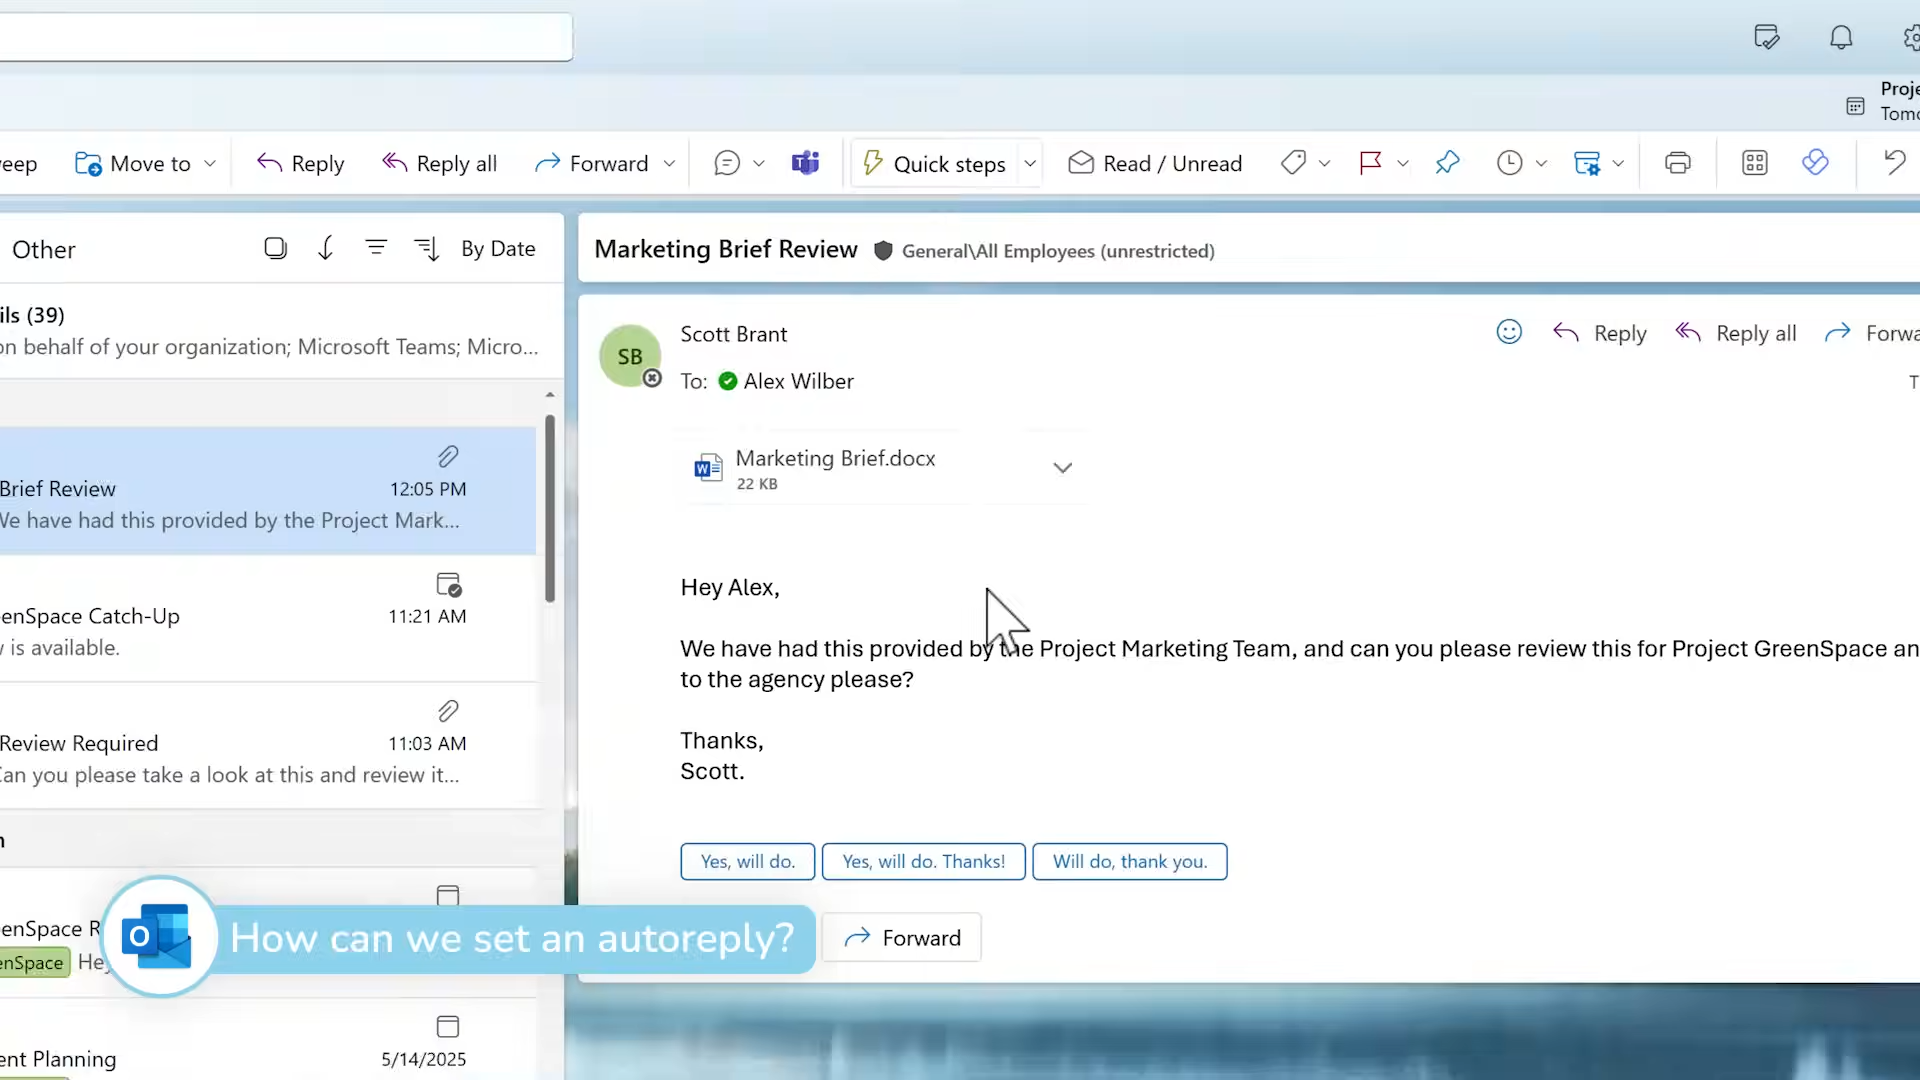 Proje
Tomo
eep
Move to
Reply
Reply all
Forward
Quick steps
Read / Unread
Other
By Date
ils (39)
on behalf of your organization; Microsoft Teams; Micro...
Brief Review
12:05 PM
We have had this provided by the Project Mark...
enSpace Catch-Up
11:21 AM
w is available.
Review Required
11:03 AM
Can you please take a look at this and review it...
enSpace R
enSpace
Hey
ent Planning
5/14/2025
Marketing Brief Review
General\All Employees (unrestricted)
SB
Scott Brant
To: Alex Wilber
Reply
Reply all
Forwa
T
W
Marketing Brief.docx
22 KB
Hey Alex,
We have had this provided by the Project Marketing Team, and can you please review this for Project GreenSpace an
to the agency please?
Thanks,
Scott.
Yes, will do.
Yes, will do. Thanks!
Will do, thank you.
Forward
O
How can we set an autoreply?